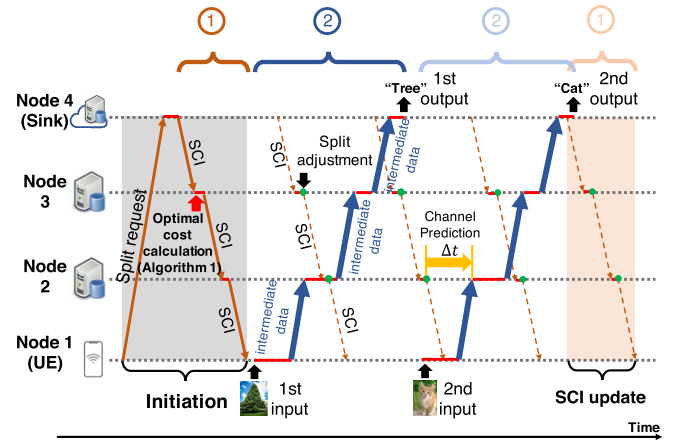 1
2
2
1
Node 4
(Sink)
Node
3
Node
2
Node 1
(UE)
Split request
SCI
SCI
SCI
Optimal
cost
calculation
(Algorithm 1)
Initiation
intermediate
data
1st
input
SCI
SCI
SCI
Split
adjustment
intermediate
data
intermediate
data
"Tree"
1st
output
Channel
Prediction
Δt
2nd
input
"Cat"
2nd
output
SCI update
Time